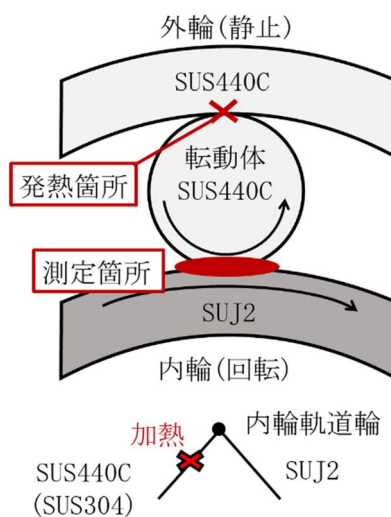 外輪(静止)
SUS440C
発熱箇所
転動体
SUS440C
測定箇所
SUJ2
内輪(回転)
加熱
内輪軌道輪
SUS440C
(SUS304)
SUJ2